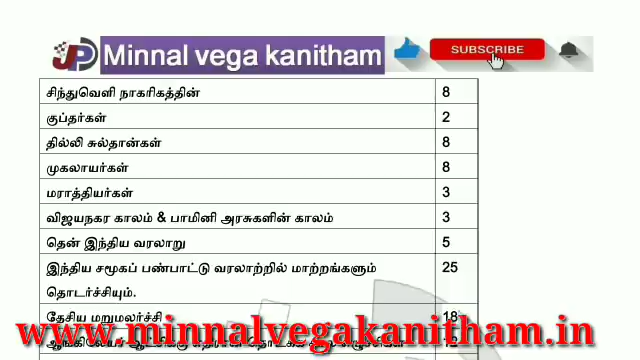 JP Minnal vega kanitham SUBSCRIBE
சிந்துவெளி நாகரிகத்தின் 8
குப்தர்கள் 2
தில்லி சுல்தான்கள் 8
முகலாயர்கள் 8
மராத்தியர்கள் 3
விஜயநகர காலம் & பாமினி அரசுகளின் காலம் 3
தென் இந்திய வரலாறு 5
இந்திய சமூகப் பண்பாட்டு வரலாற்றில் மாற்றங்களும் 25
தொடர்ச்சியும்.
தேசிய மறுமலர்ச்சி 18
www.minnalvegakanitham.in